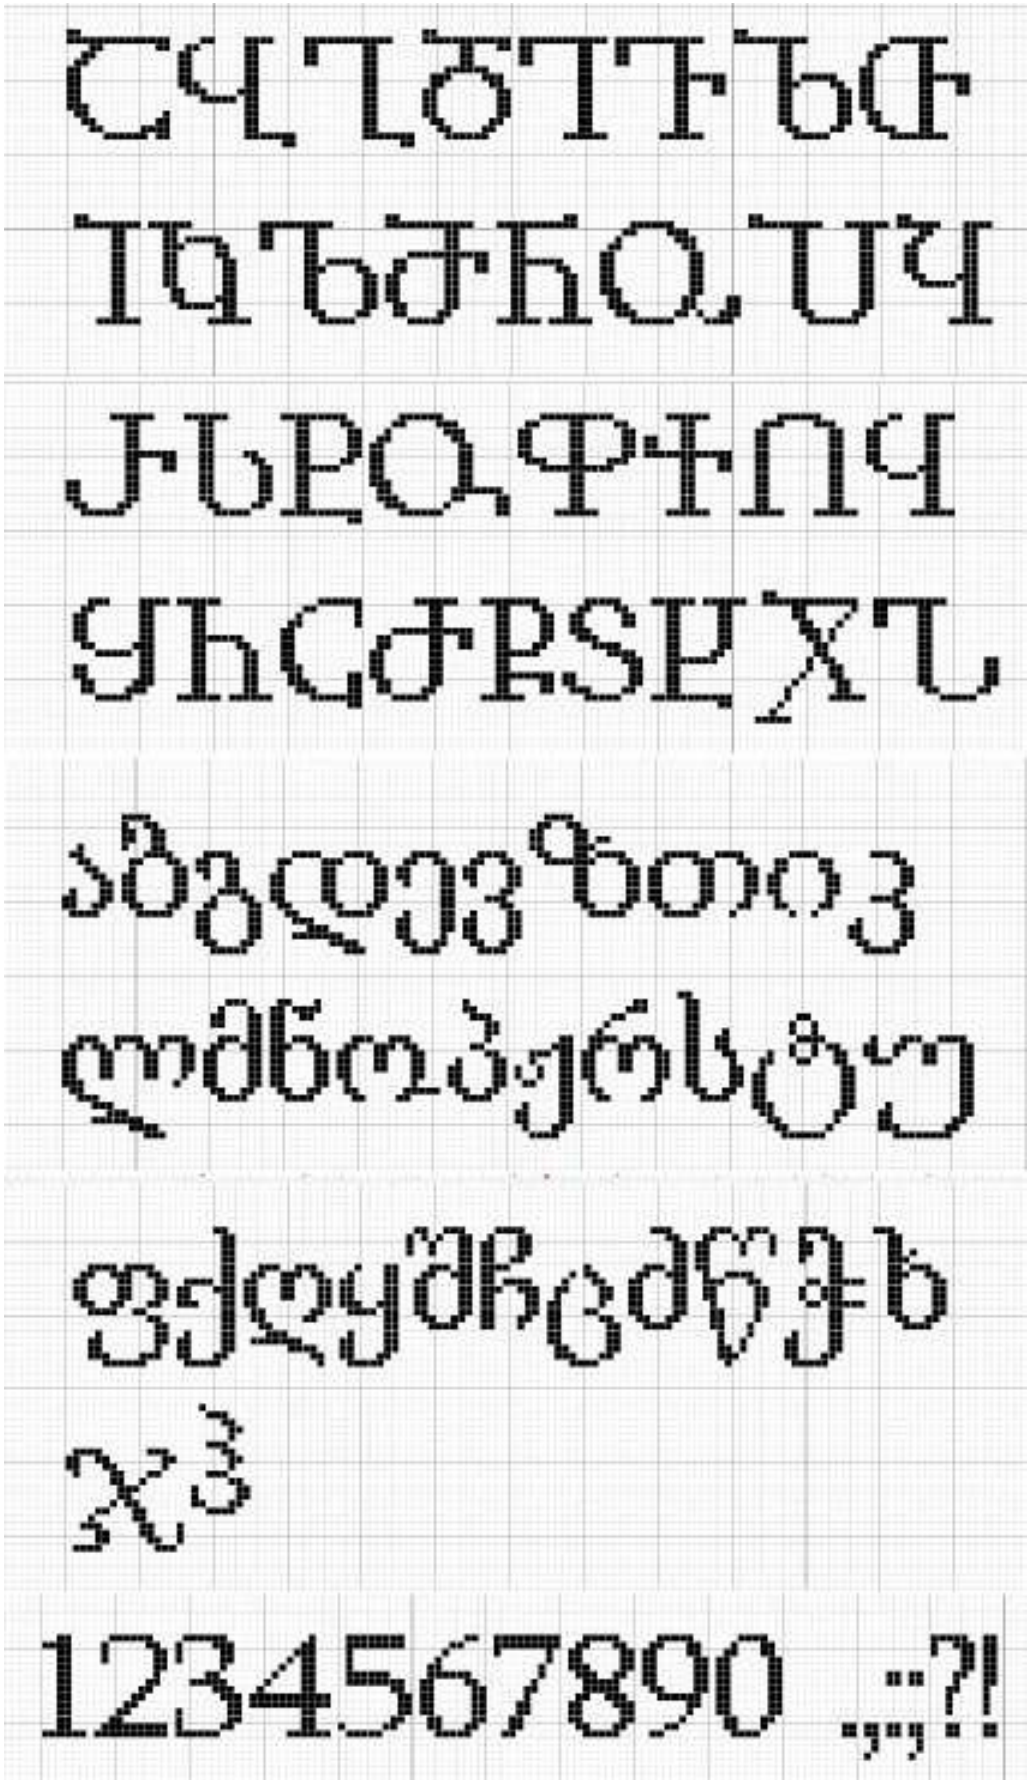 ႠႡႢႣႤႥႦႧ
ႨႩႪႫႬႭႮႯ
ႰႱႲႳႴႵႶႷ
ႸႹႺႻႼႽႾႿჀ
აბგდევზთიკ
ლმნოპჟრსტუ
ფქღყშჩცძწჭხ
ჯჰ
1234567890 .,:;?!